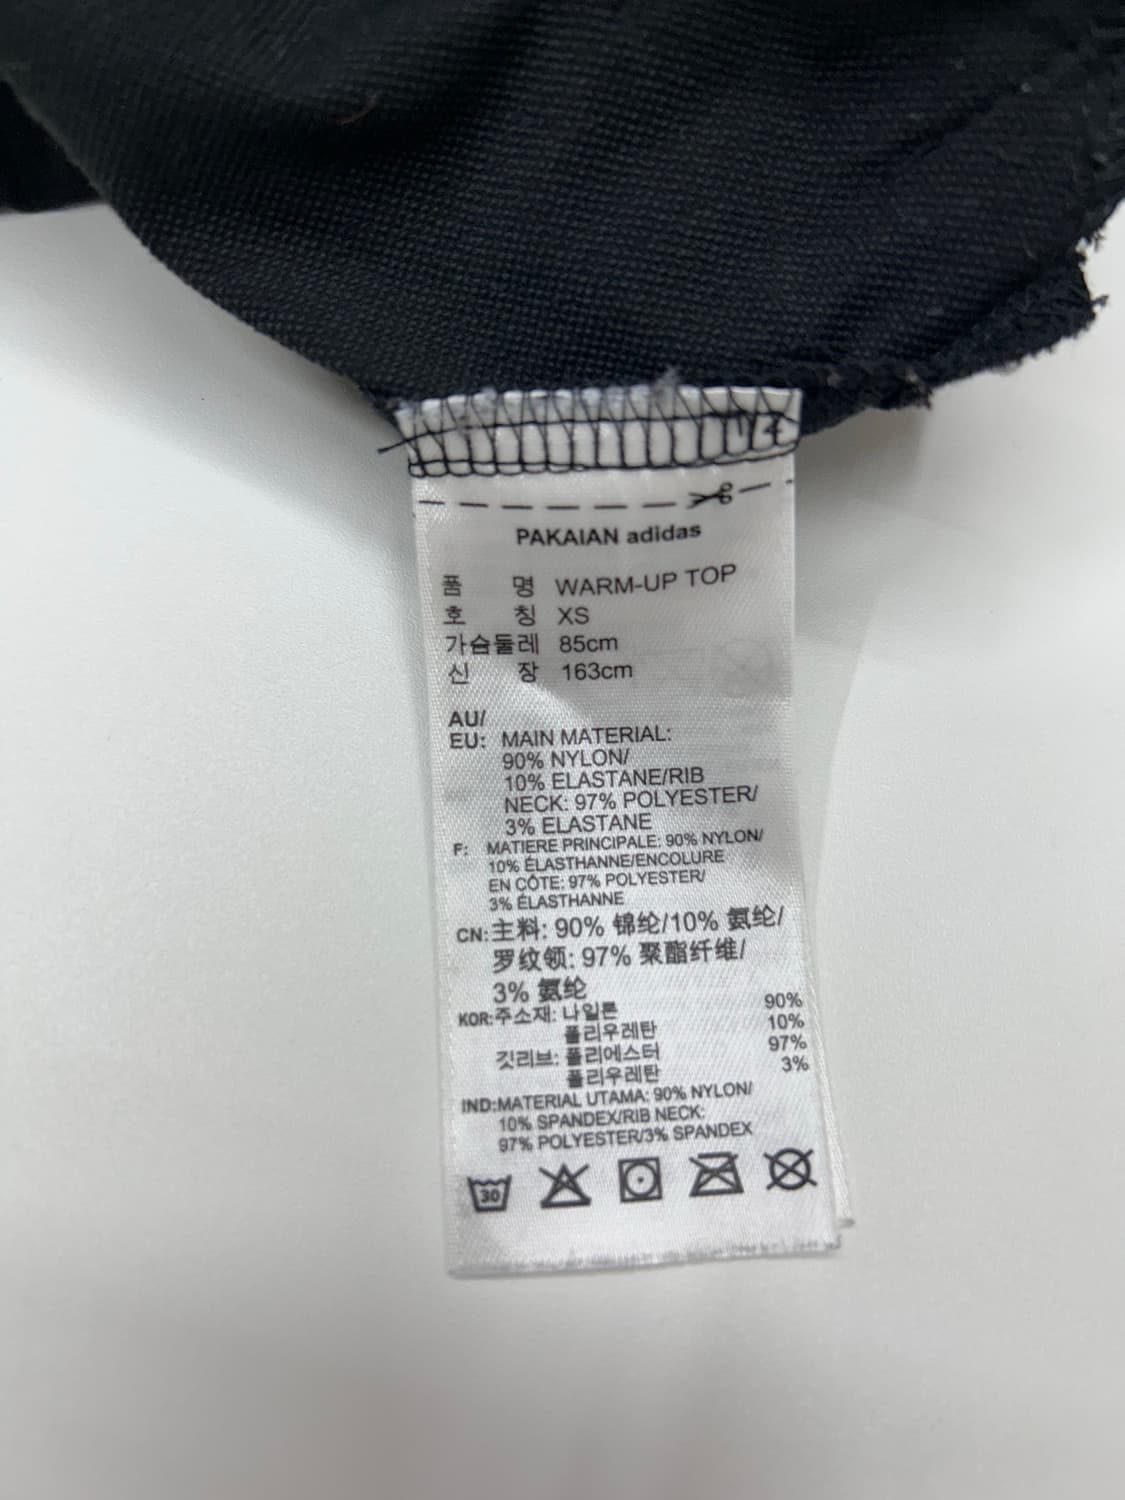 PAKAIAN adidas
품 명 WARM-UP TOP
호 칭 XS
가슴둘레 85cm
신 장 163cm
AU/
EU: MAIN MATERIAL:
90% NYLON/
10% ELASTANE/RIB
NECK: 97% POLYESTER/
3% ELASTANE
F: MATIERE PRINCIPALE: 90% NYLON/
10% ÉLASTHANNE/ENCOLURE
EN CÔTE: 97% POLYESTER/
3% ÉLASTHANNE
CN:主料: 90% 锦纶/10% 氨纶/
罗纹领: 97% 聚酯纤维/
3% 氨纶
KOR:주소재: 나일론 90%
폴리우레탄 10%
깃리브: 폴리에스터 97%
폴리우레탄 3%
IND:MATERIAL UTAMA: 90% NYLON/
10% SPANDEX/RIB NECK:
97% POLYESTER/3% SPANDEX
30